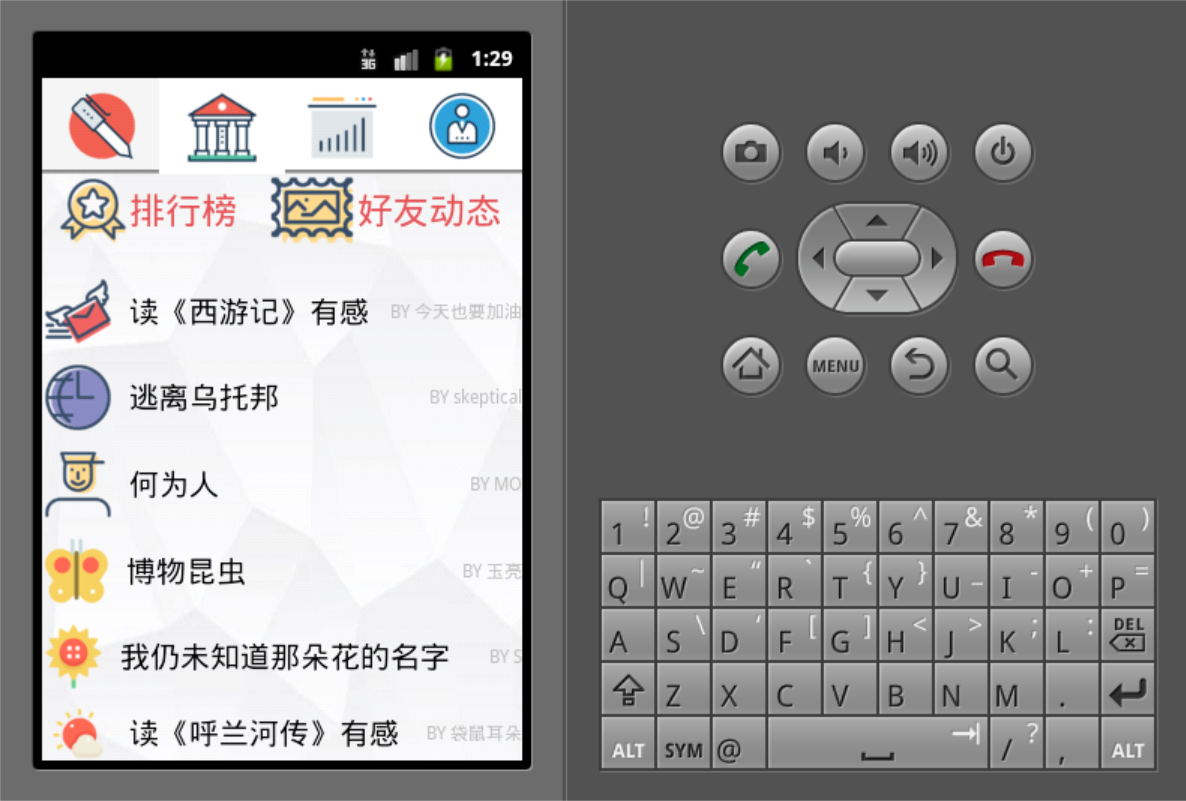 3G 1:29
排行榜 好友动态
读《西游记》有感 BY 今天也要加油
逃离乌托邦 BY skeptical
何为人 BY MO
博物昆虫 BY 玉亮
我仍未知道那朵花的名字 BY S
读《呼兰河传》有感 BY 袋鼠耳朵
MENU
1 ! 2 @ 3 # 4 $ 5 % 6 ^ 7 & 8 * 9 ( 0 )
Q | W ~ E " R ` T { Y } U _ I - O + P =
A S \ D ' F [ G ] H < J > K ; L : DEL
Z X C V B N M .
ALT SYM @ / ? , ALT